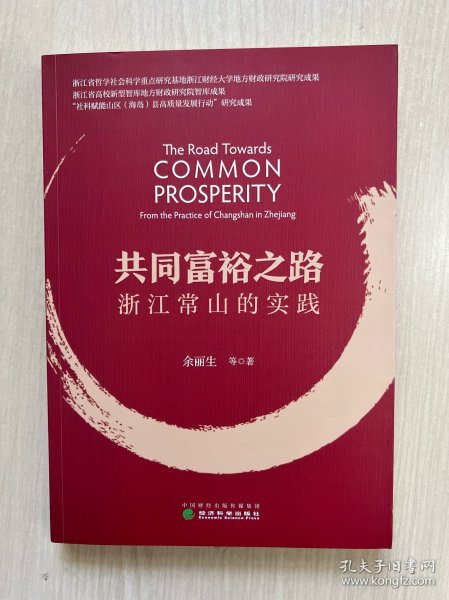 浙江省哲学社会科学重点研究基地浙江财经大学地方财政研究院研究成果
浙江省高校新型智库地方财政研究院智库成果
“社科赋能山区（海岛）县高质量发展行动”研究成果
The Road Towards
COMMON
PROSPERITY
From the Practice of Changshan in Zhejiang
共同富裕之路
浙江常山的实践
余丽生 等◎著
中国财经出版传媒集团
经济科学出版社
Economic Science Press
孔夫子旧书网
www.kongfz.com